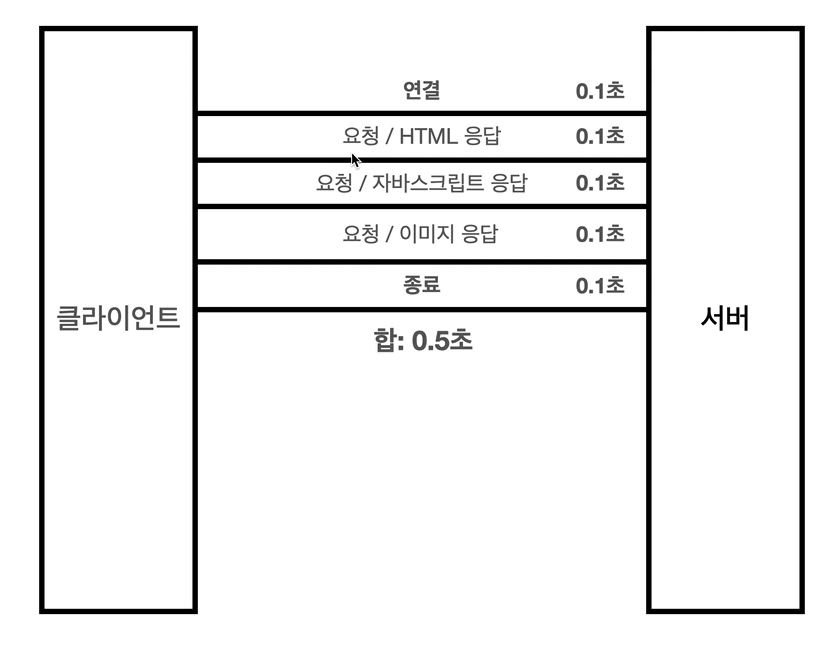 연결 0.1초
요청 / HTML 응답 0.1초
요청 / 자바스크립트 응답 0.1초
요청 / 이미지 응답 0.1초
종료 0.1초
클라이언트
서버
합: 0.5초